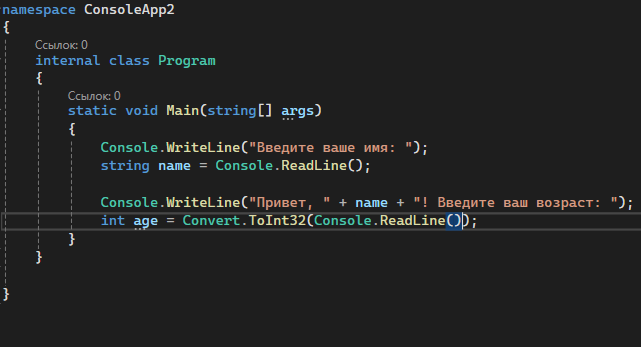 namespace ConsoleApp2
{
Ссылок: 0
internal class Program
{
Ссылок: 0
static void Main(string[] args)
{
Console.WriteLine("Введите ваше имя: ");
string name = Console.ReadLine();
Console.WriteLine("Привет, " + name + "! Введите ваш возраст: ");
int age = Convert.ToInt32(Console.ReadLine());
}
}
}